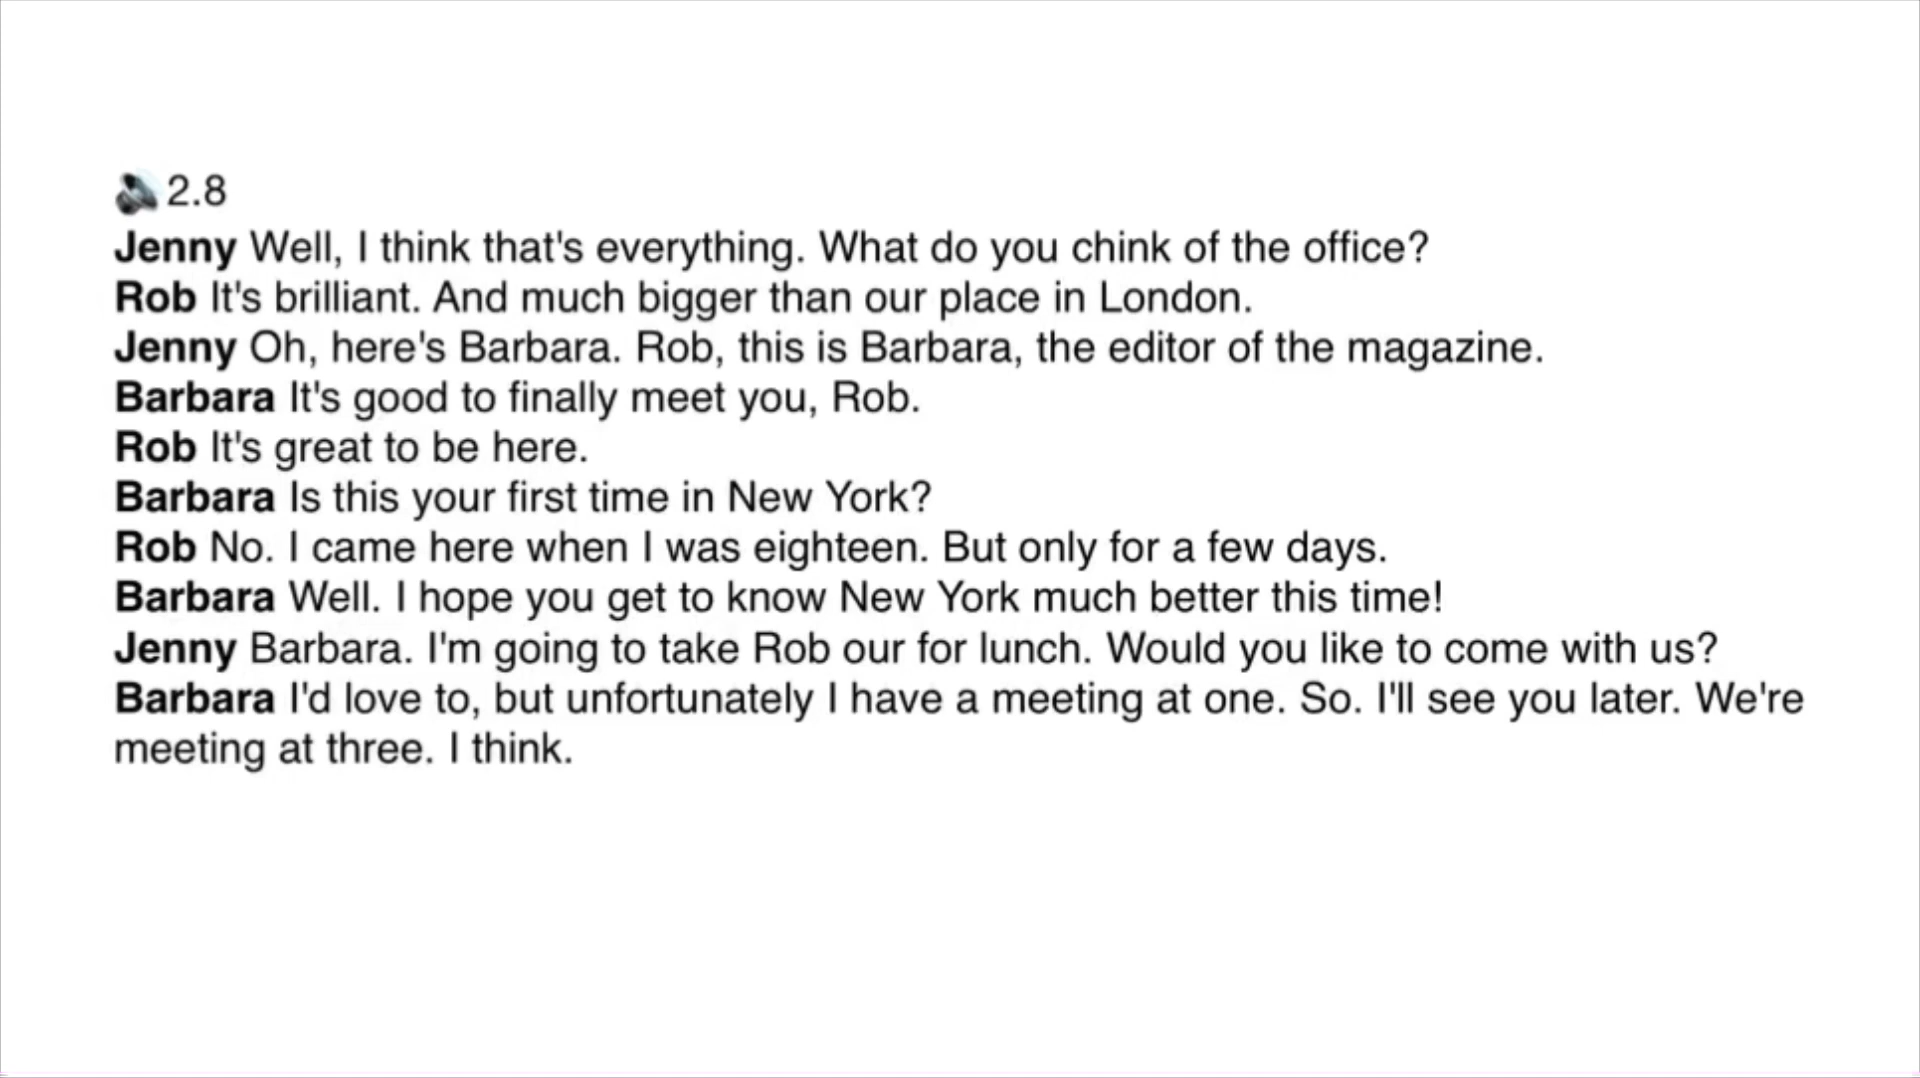 2.8
Jenny Well, I think that's everything. What do you chink of the office?
Rob It's brilliant. And much bigger than our place in London.
Jenny Oh, here's Barbara. Rob, this is Barbara, the editor of the magazine.
Barbara It's good to finally meet you, Rob.
Rob It's great to be here.
Barbara Is this your first time in New York?
Rob No. I came here when I was eighteen. But only for a few days.
Barbara Well. I hope you get to know New York much better this time!
Jenny Barbara. I'm going to take Rob our for lunch. Would you like to come with us?
Barbara I'd love to, but unfortunately I have a meeting at one. So. I'll see you later. We're
meeting at three. I think.